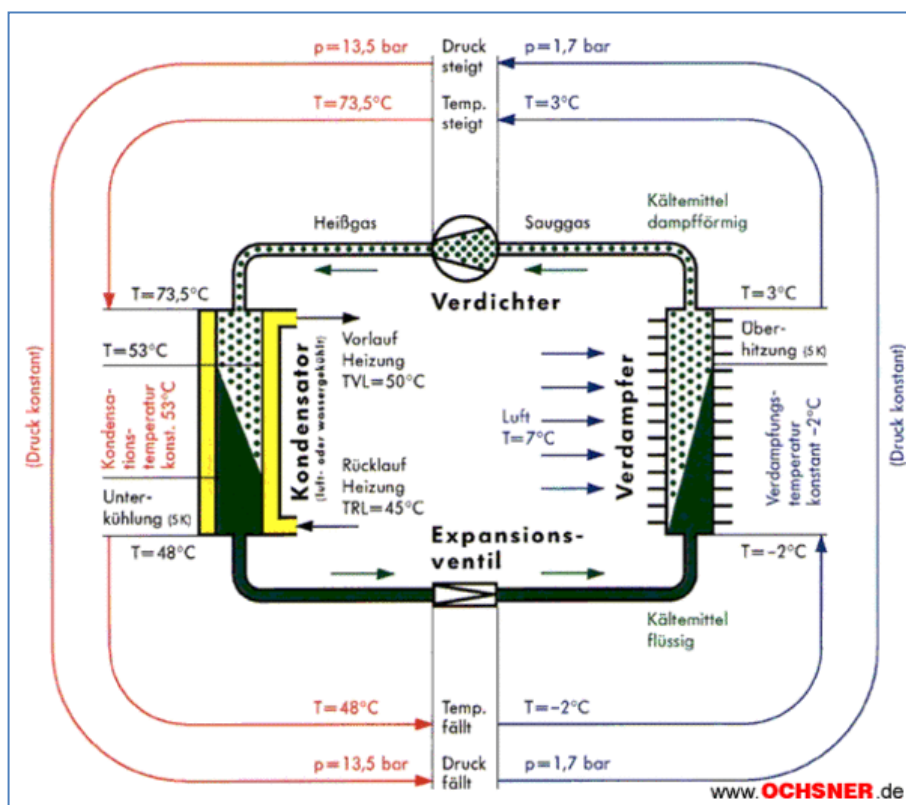 p=13,5 bar
Druck
steigt
p=1,7 bar
T=73,5°C
Temp.
steigt
T=3°C
Kältemittel
dampfförmig
Heißgas
Sauggas
Verdichter
T=73,5°C
T=3°C
T=53°C
Über-
hitzung (5K)
(Druck konstant)
Kondensa-
tions-
temperatur
konst. 53°C
Kondensator
(luft- oder wassergekühlt)
Vorlauf
Heizung
TVL=50°C
Luft
T=7°C
Verdampfer
Verdampfungs-
temperatur
konstant -2°C
(Druck konstant)
Rücklauf
Heizung
TRL=45°C
Unter-
kühlung (5K)
T=48°C
T=-2°C
Expansions-
ventil
Kältemittel
flüssig
T=48°C
Temp.
fällt
T=-2°C
p=13,5 bar
Druck
fällt
p=1,7 bar
www.OCHSNER.de